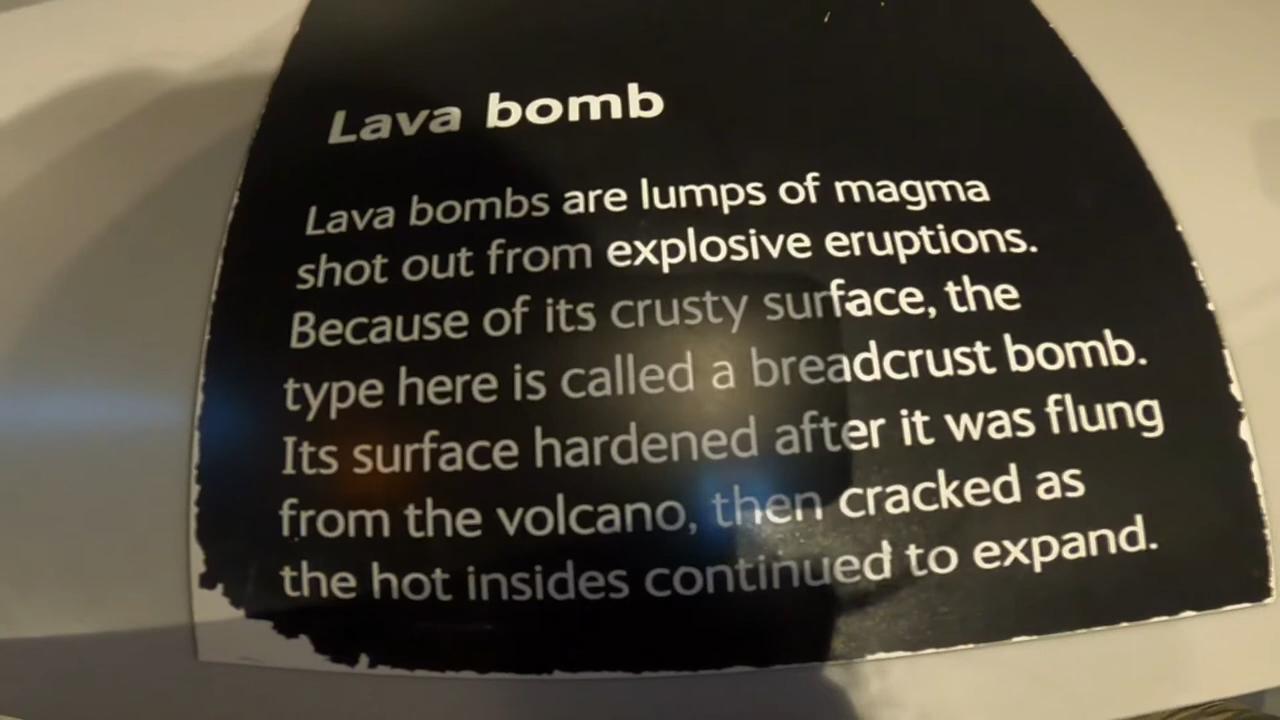 Lava bomb
Lava bombs are lumps of magma
shot out from explosive eruptions.
Because of its crusty surface, the
type here is called a breadcrust bomb.
Its surface hardened after it was flung
from the volcano, then cracked as
the hot insides continued to expand.